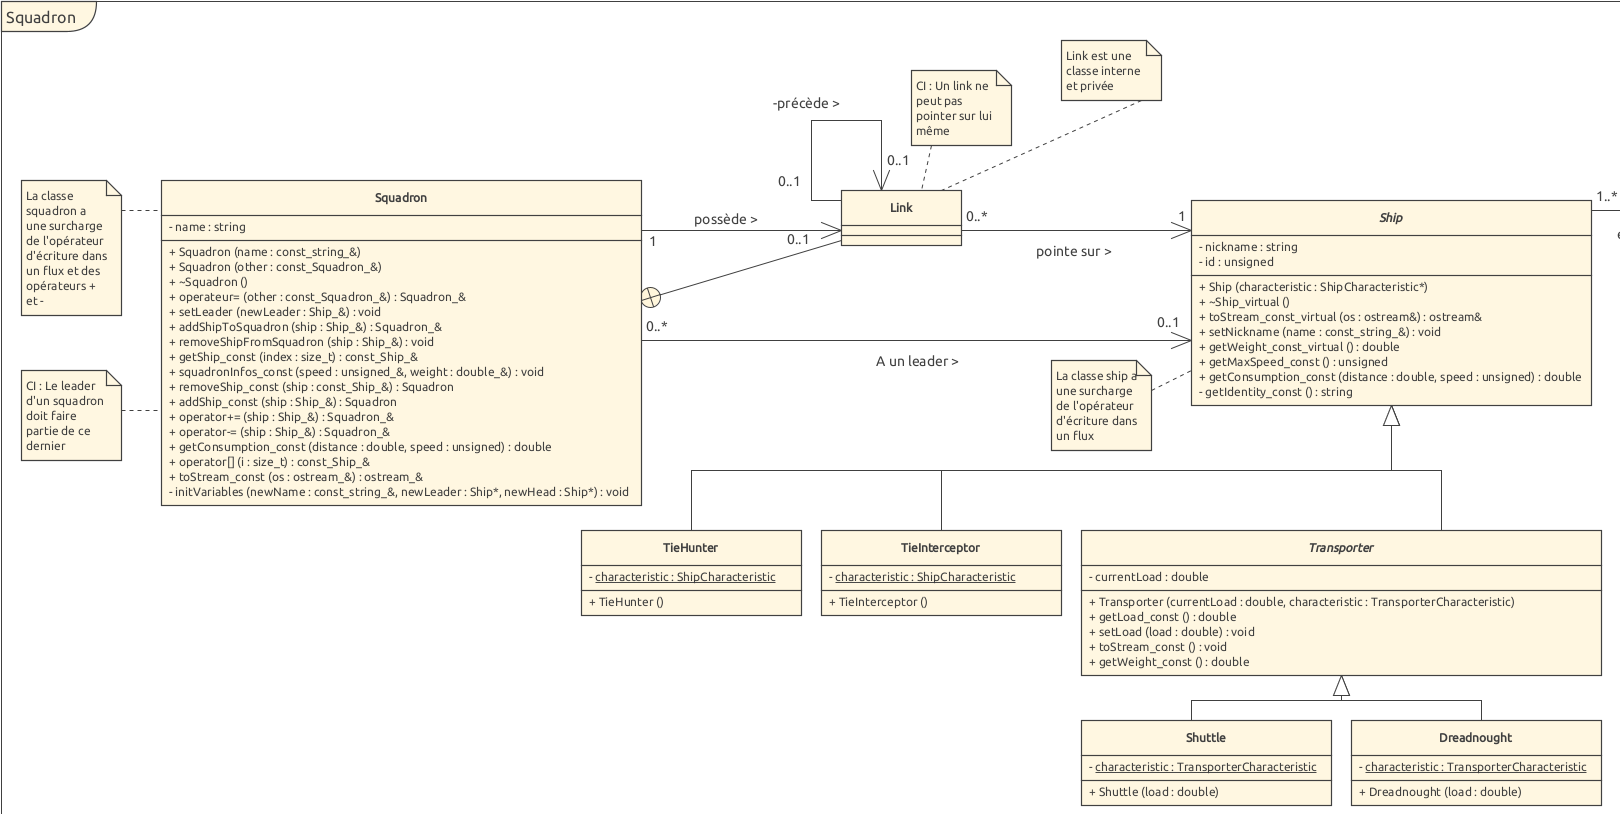 Squadron
Link est une
classe interne
et privée
CI : Un link ne
peut pas
pointer sur lui
même
-précède >
0..1
0..1
La classe
squadron a
une surcharge
de l'opérateur
d'écriture dans
un flux et des
opérateurs +
et -
CI : Le leader
d'un squadron
doit faire
partie de ce
dernier
Squadron
- name : string
+ Squadron (name : const_string_&)
+ Squadron (other : const_Squadron_&)
+ ~Squadron ()
+ operateur= (other : const_Squadron_&) : Squadron_&
+ setLeader (newLeader : Ship_&) : void
+ addShipToSquadron (ship : Ship_&) : Squadron_&
+ removeShipFromSquadron (ship : Ship_&) : void
+ getShip_const (index : size_t) : const_Ship_&
+ squadronInfos_const (speed : unsigned_&, weight : double_&) : void
+ removeShip_const (ship : const_Ship_&) : Squadron
+ addShip_const (ship : Ship_&) : Squadron
+ operator+= (ship : Ship_&) : Squadron_&
+ operator-= (ship : Ship_&) : Squadron_&
+ getConsumption_const (distance : double, speed : unsigned) : double
+ operator[] (i : size_t) : const_Ship_&
+ toStream_const (os : ostream_&) : ostream_&
- initVariables (newName : const_string_&, newLeader : Ship*, newHead : Ship*) : void
possède >
1
0..1
Link
0..*
1
pointe sur >
0..*
0..1
A un leader >
La classe ship a
une surcharge
de l'opérateur
d'écriture dans
un flux
Ship
- nickname : string
- id : unsigned
+ Ship (characteristic : ShipCharacteristic*)
+ ~Ship_virtual ()
+ toStream_const_virtual (os : ostream&) : ostream&
+ setNickname (name : const_string_&) : void
+ getWeight_const_virtual () : double
+ getMaxSpeed_const () : unsigned
+ getConsumption_const (distance : double, speed : unsigned) : double
- getIdentity_const () : string
1..*
TieHunter
- characteristic : ShipCharacteristic
+ TieHunter ()
TieInterceptor
- characteristic : ShipCharacteristic
+ TieInterceptor ()
Transporter
- currentLoad : double
+ Transporter (currentLoad : double, characteristic : TransporterCharacteristic)
+ getLoad_const () : double
+ setLoad (load : double) : void
+ toStream_const () : void
+ getWeight_const () : double
Shuttle
- characteristic : TransporterCharacteristic
+ Shuttle (load : double)
Dreadnought
- characteristic : TransporterCharacteristic
+ Dreadnought (load : double)